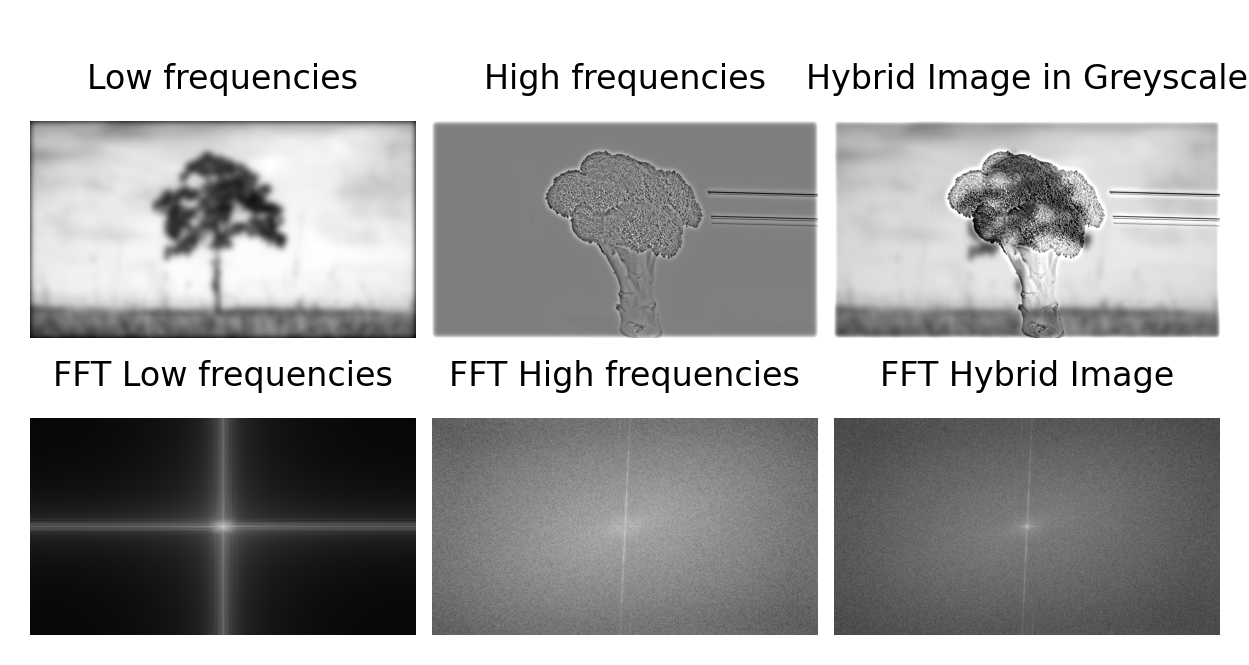 Low frequencies
High frequencies
Hybrid Image in Greyscale
FFT Low frequencies
FFT High frequencies
FFT Hybrid Image